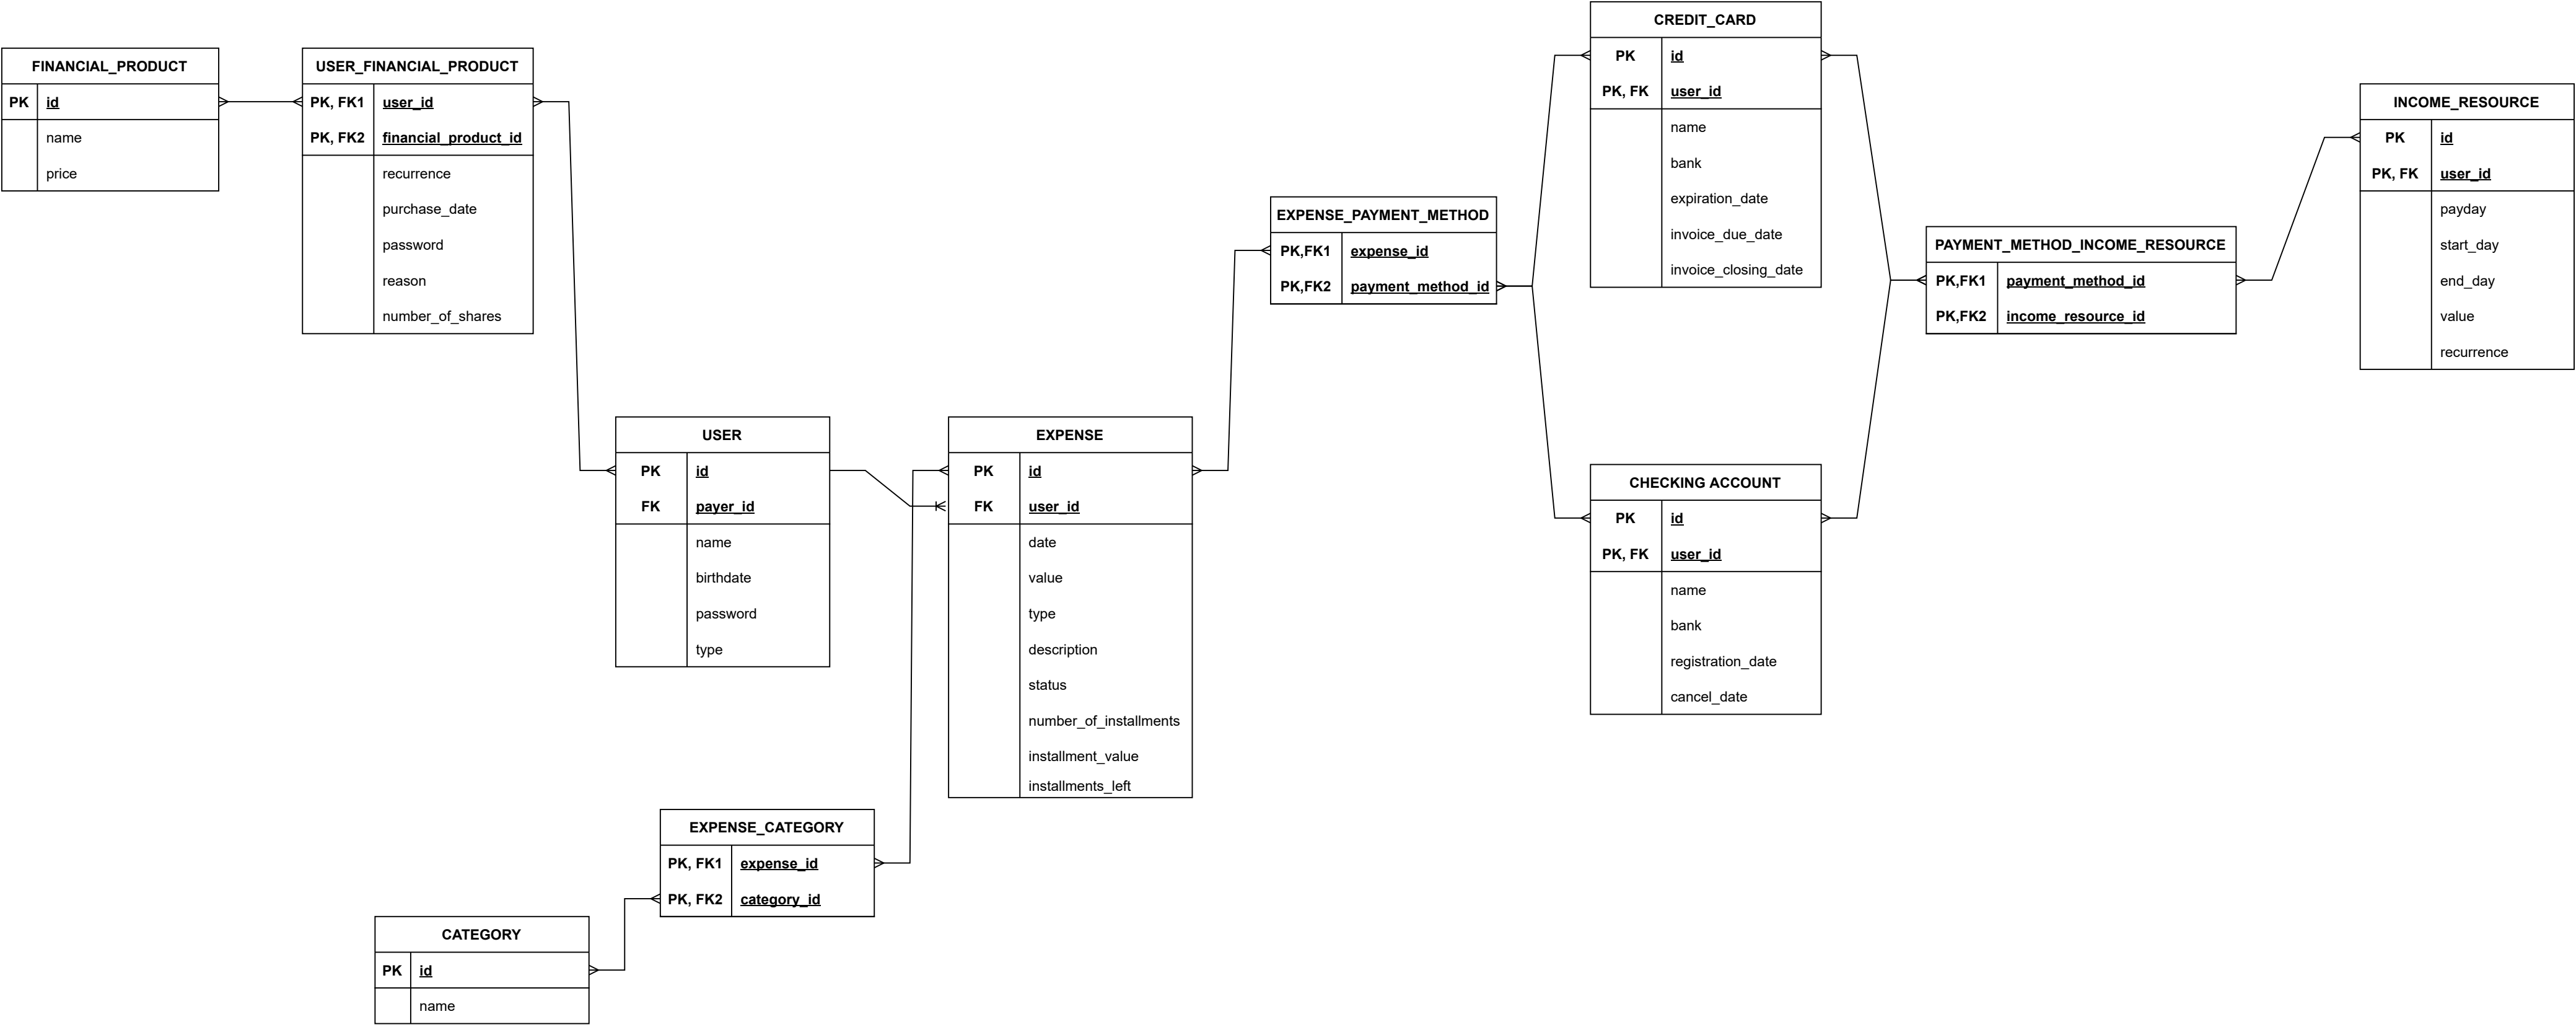 FINANCIAL_PRODUCT
PK id
name
price
USER_FINANCIAL_PRODUCT
PK, FK1 user_id
PK, FK2 financial_product_id
recurrence
purchase_date
password
reason
number_of_shares
USER
PK id
FK payer_id
name
birthdate
password
type
EXPENSE
PK id
FK user_id
date
value
type
description
status
number_of_installments
installment_value
installments_left
EXPENSE_CATEGORY
PK, FK1 expense_id
PK, FK2 category_id
CATEGORY
PK id
name
EXPENSE_PAYMENT_METHOD
PK,FK1 expense_id
PK,FK2 payment_method_id
CREDIT_CARD
PK id
PK, FK user_id
name
bank
expiration_date
invoice_due_date
invoice_closing_date
CHECKING ACCOUNT
PK id
PK, FK user_id
name
bank
registration_date
cancel_date
PAYMENT_METHOD_INCOME_RESOURCE
PK,FK1 payment_method_id
PK,FK2 income_resource_id
INCOME_RESOURCE
PK id
PK, FK user_id
payday
start_day
end_day
value
recurrence